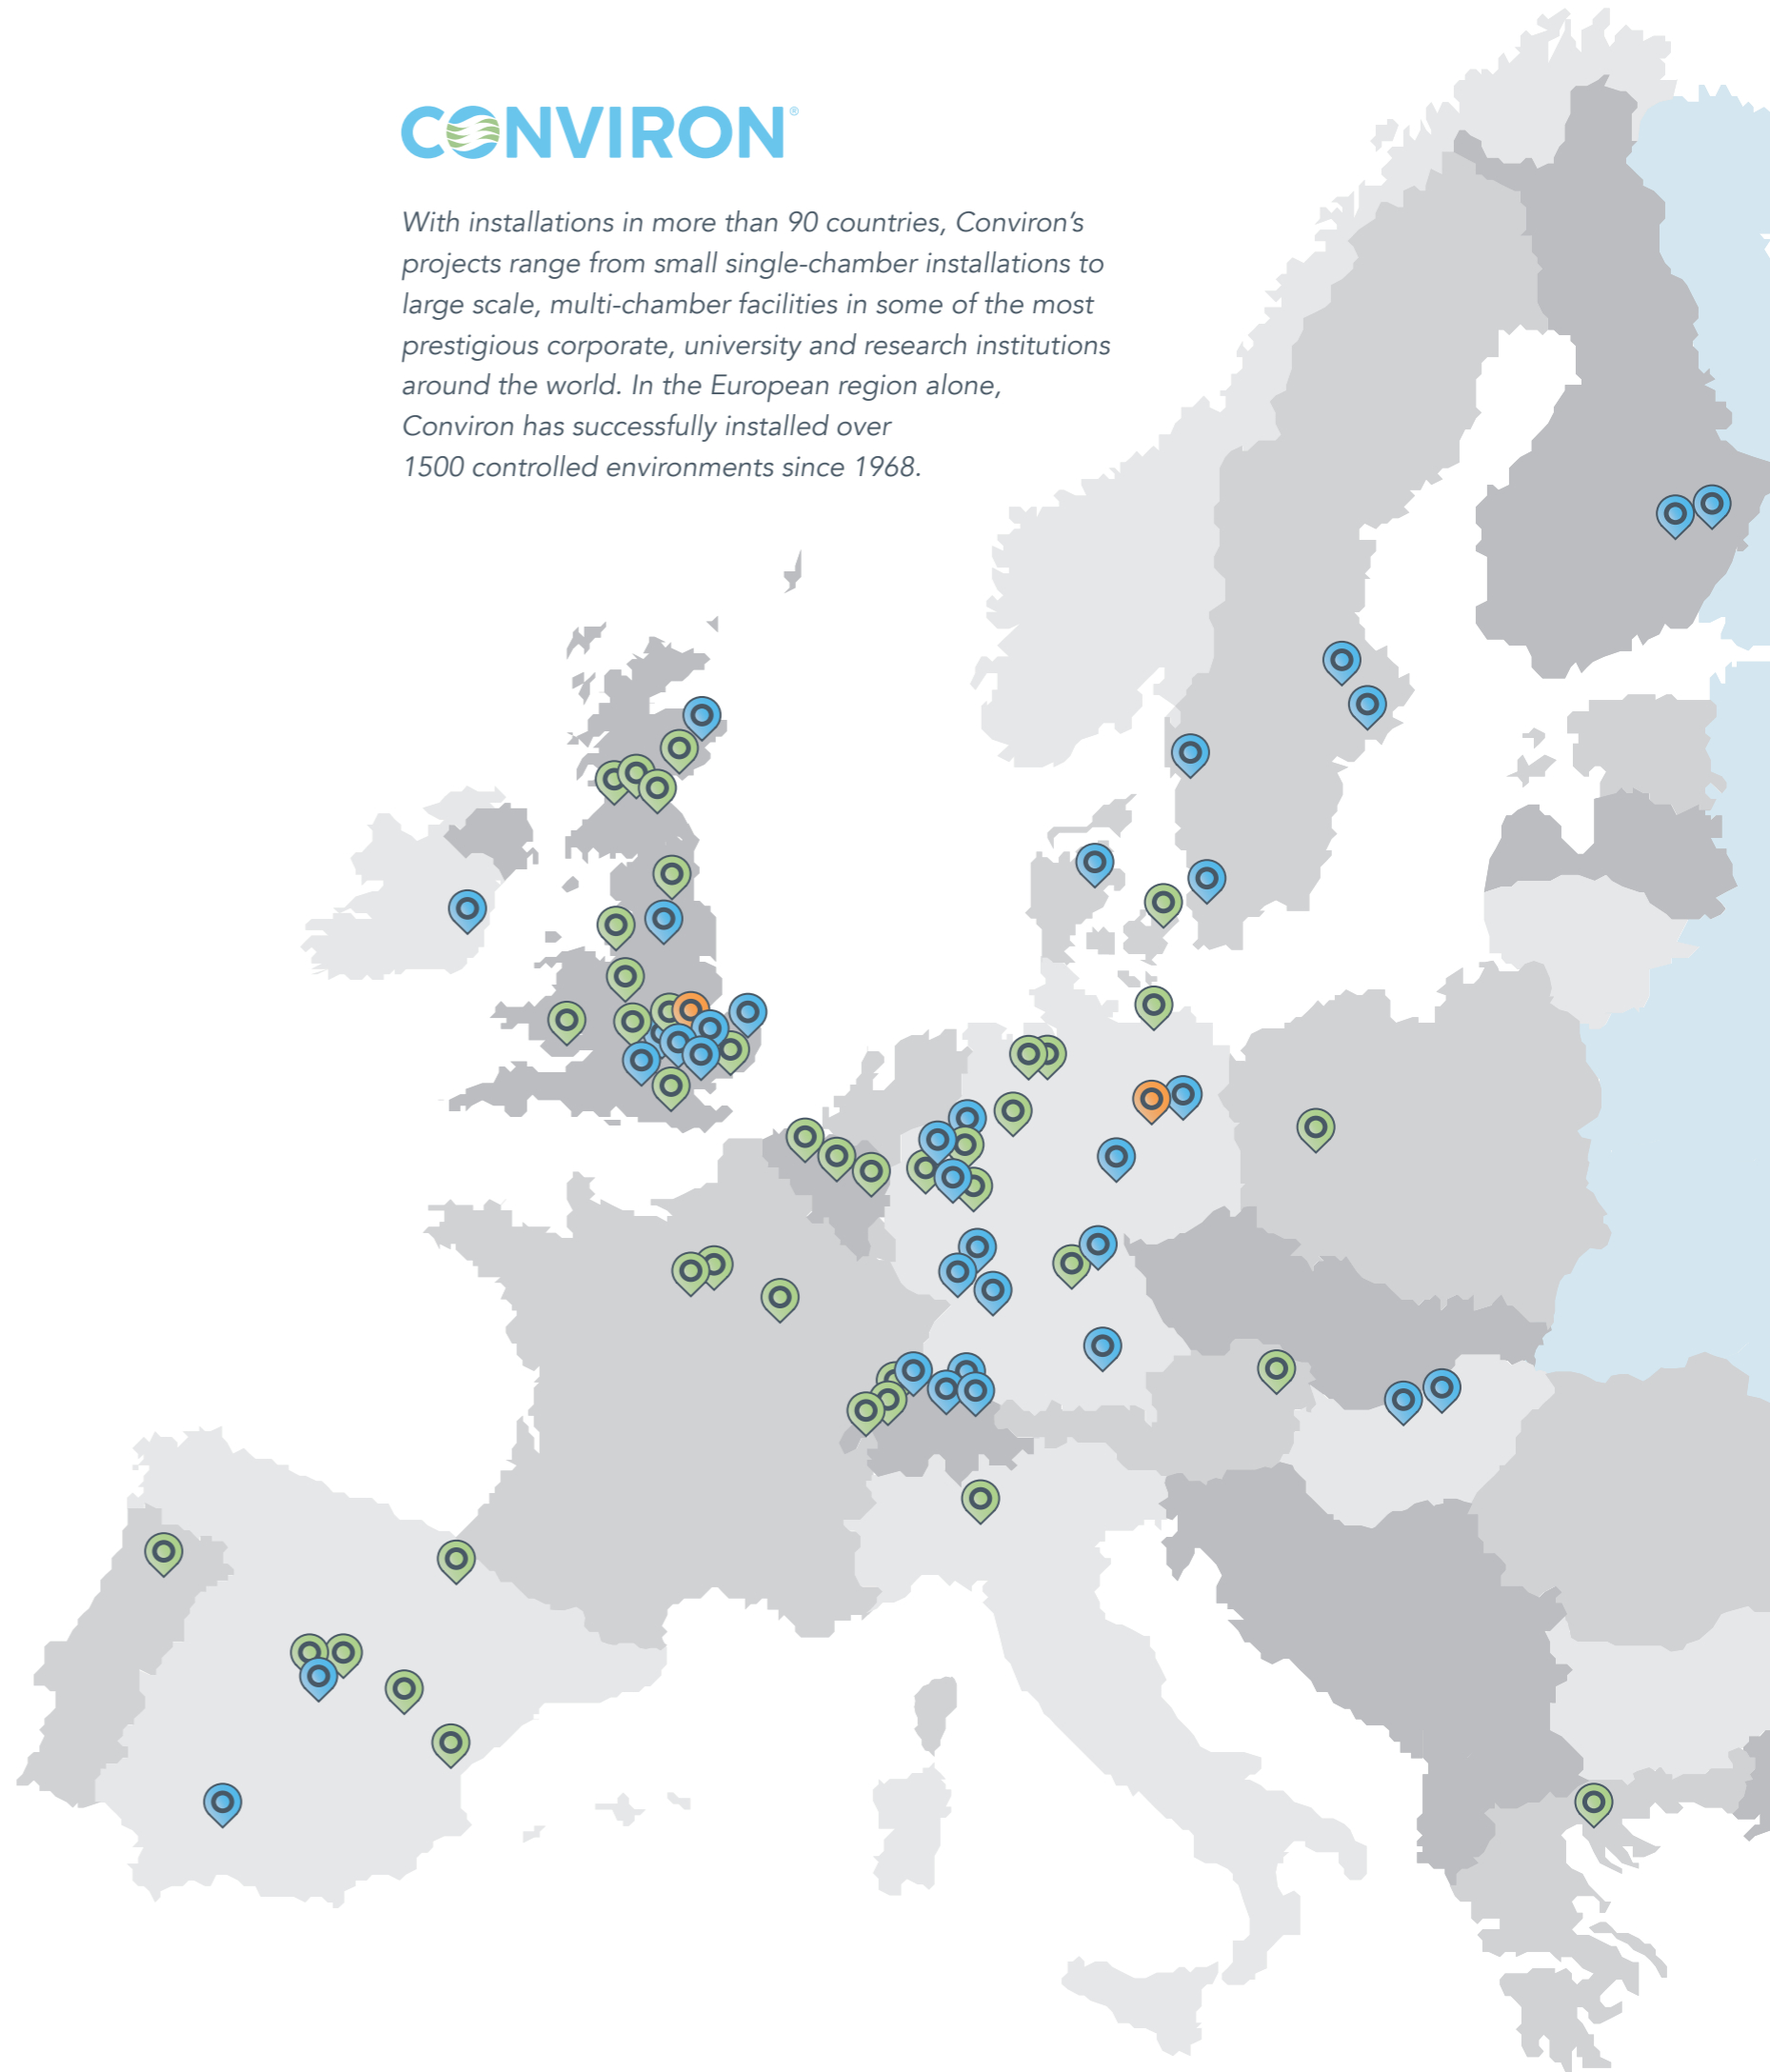 CONVIRON®
With installations in more than 90 countries, Conviron’s
projects range from small single-chamber installations to
large scale, multi-chamber facilities in some of the most
prestigious corporate, university and research institutions
around the world. In the European region alone,
Conviron has successfully installed over
1500 controlled environments since 1968.